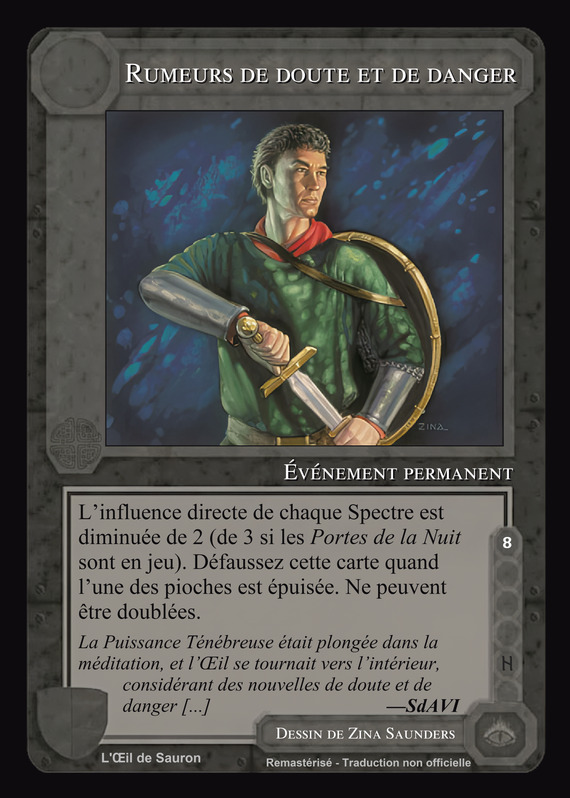 RUMEURS DE DOUTE ET DE DANGER
ZINA
ÉVÉNEMENT PERMANENT
L'influence directe de chaque Spectre est
diminuée de 2 (de 3 si les Portes de la Nuit
sont en jeu). Défaussez cette carte quand
l'une des pioches est épuisée. Ne peuvent
être doublées.
8
La Puissance Ténébreuse était plongée dans la
méditation, et l'Œil se tournait vers l'intérieur,
considérant des nouvelles de doute et de
danger [...] —SdAVI
DESSIN DE ZINA SAUNDERS
L'Œil de Sauron
Remastérisé - Traduction non officielle